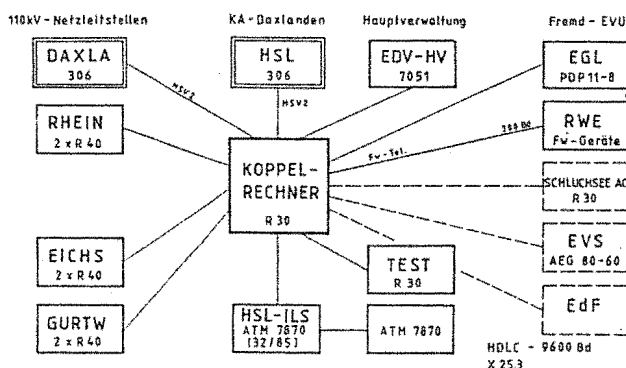 110kV-Netzleitstellen
KA-Daxlanden
Hauptverwaltung
Fremd-EVU
DAXLA
306
HSL
306
EDV-HV
7051
EGL
PDP11-8
HSV2
HSV2
RHEIN
2 x R 40
RWE
Fw-Geräte
200 Bd
Fw-Tel.
KOPPEL-
RECHNER
R 30
SCHLUCHSEE AG
R 30
EICHS
2 x R 40
TEST
R 30
EVS
AEG 80-60
GURTW
2 x R 40
HSL-ILS
ATM 7870
[32/85]
ATM 7870
EdF
HDLC - 9600 Bd
X 25.3